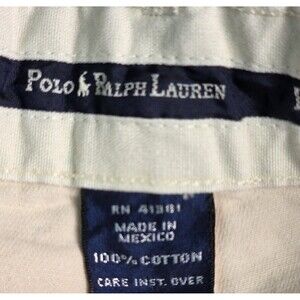 POLO RALPH LAUREN
RN 41381
MADE IN
MEXICO
100% COTTON
CARE INST. OVER